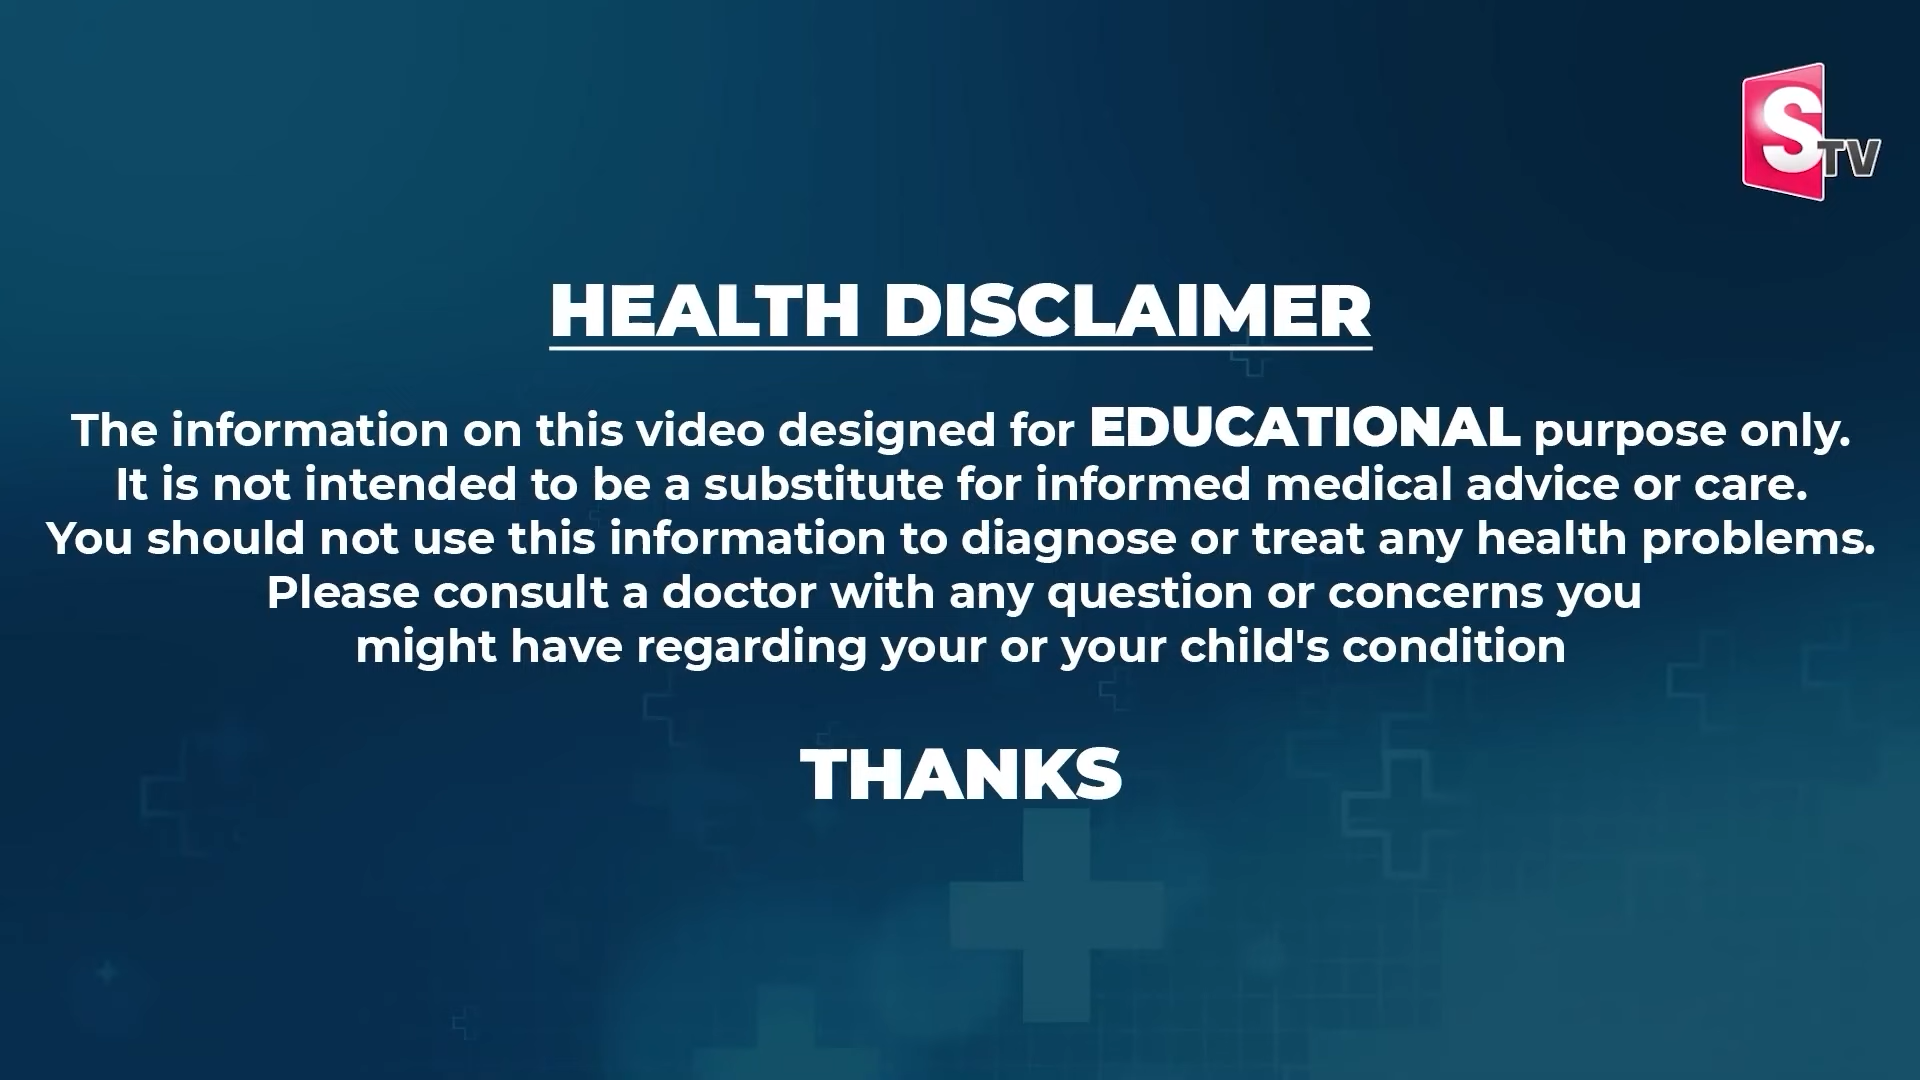 S TV
HEALTH DISCLAIMER
The information on this video designed for EDUCATIONAL purpose only.
It is not intended to be a substitute for informed medical advice or care.
You should not use this information to diagnose or treat any health problems.
Please consult a doctor with any question or concerns you
might have regarding your or your child's condition
THANKS